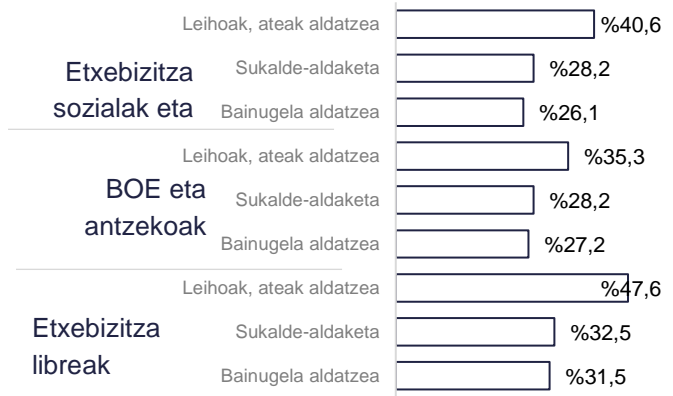 Leihoak, ateak aldatzea %40,6
Etxebizitza
sozialak eta
Sukalde-aldaketa %28,2
Bainugela aldatzea %26,1
Leihoak, ateak aldatzea %35,3
BOE eta
antzekoak
Sukalde-aldaketa %28,2
Bainugela aldatzea %27,2
Leihoak, ateak aldatzea %47,6
Etxebizitza
libreak
Sukalde-aldaketa %32,5
Bainugela aldatzea %31,5